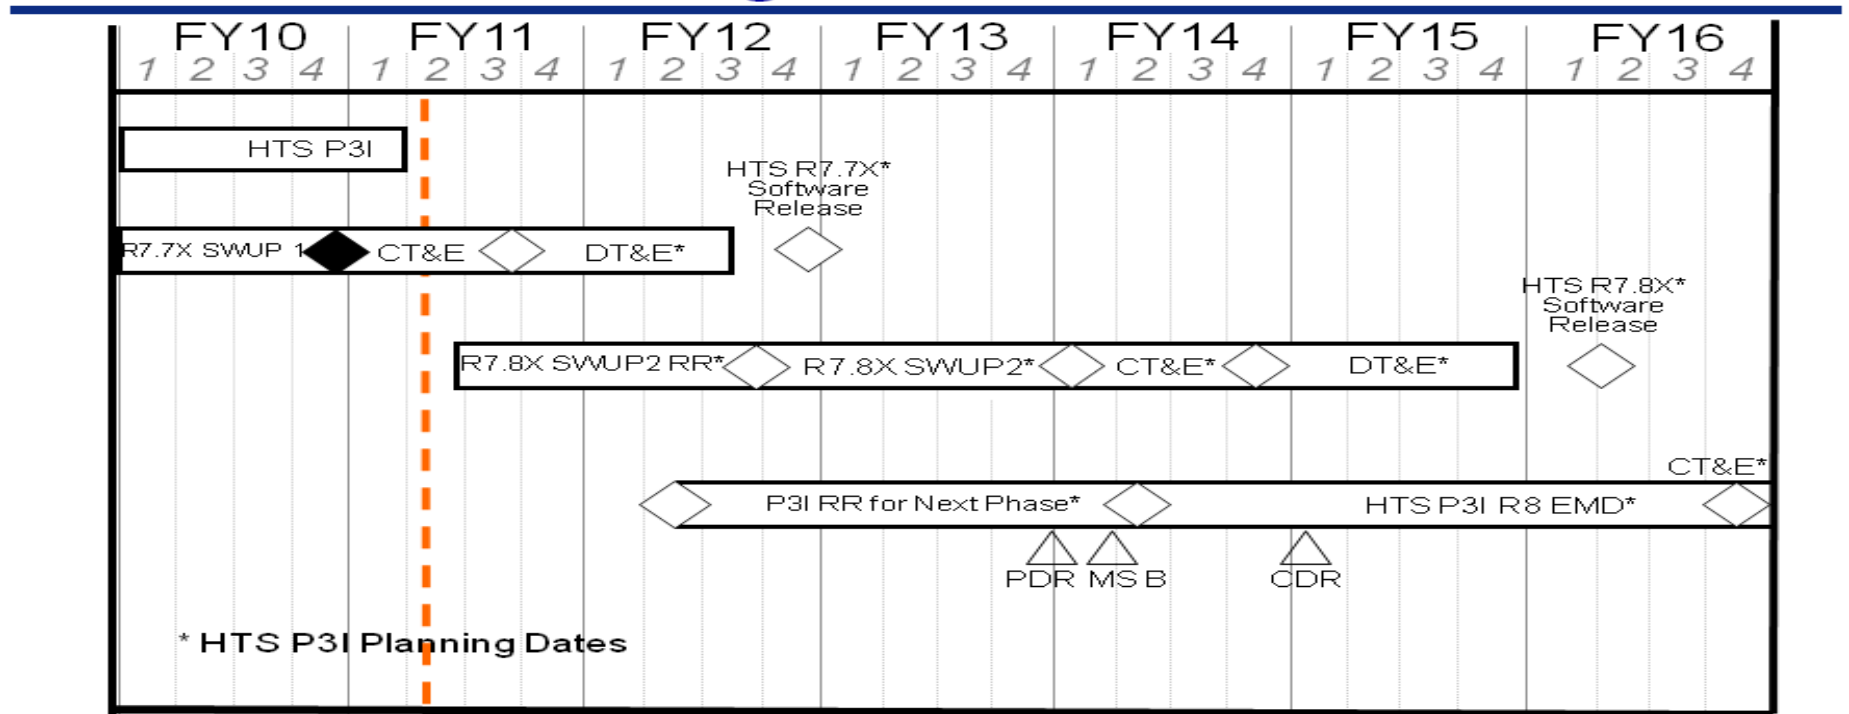 FY10 FY11 FY12 FY13 FY14 FY15 FY16
1 2 3 4 1 2 3 4 1 2 3 4 1 2 3 4 1 2 3 4 1 2 3 4 1 2 3 4
HTS P3I
HTS R7.7X*
Software
Release
R7.7X SWUP 1 CT&E DT&E*
HTS R7.8X*
Software
Release
R7.8X SWUP2 RR* R7.8X SWUP2* CT&E* DT&E*
CT&E*
P3I RR for Next Phase* HTS P3I R8 EMD*
PDR MS B CDR
* HTS P3I Planning Dates